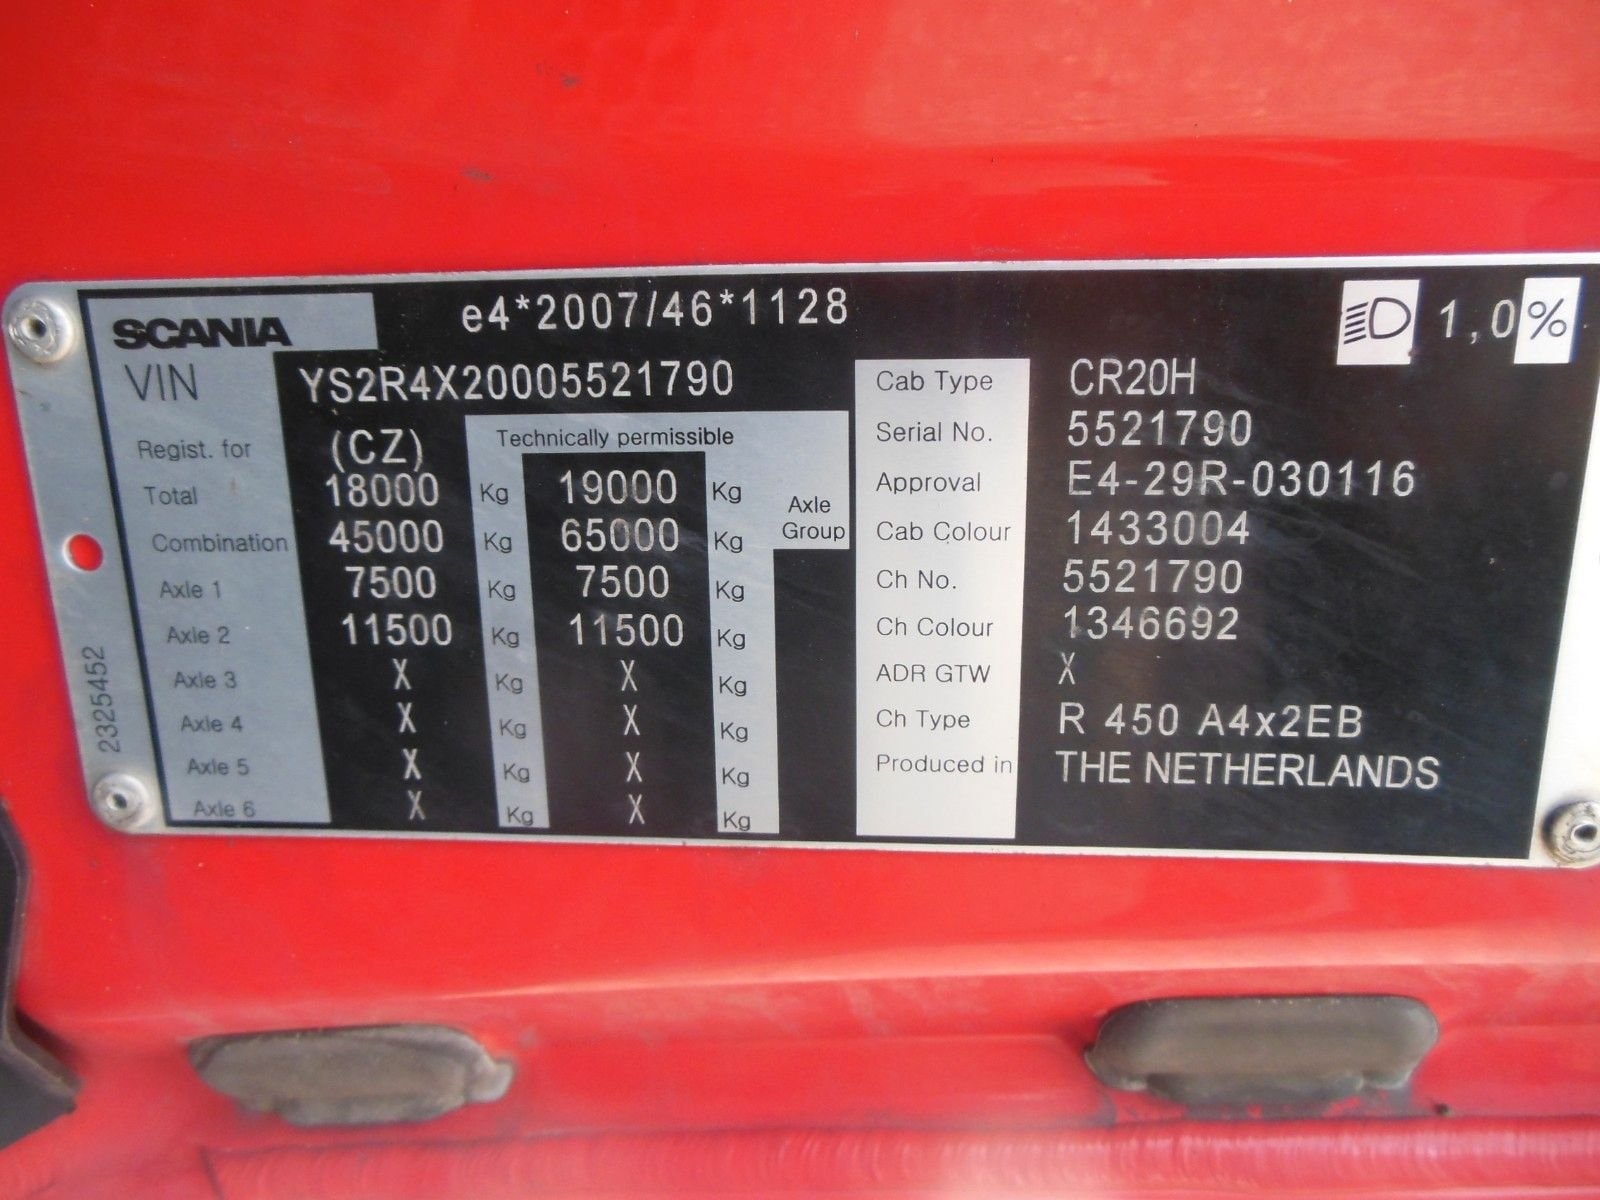 SCANIA e4*2007/46*1128 1,0%
VIN YS2R4X20005521790
Regist. for (CZ) Technically permissible
Total 18000 Kg 19000 Kg
Axle Group
Combination 45000 Kg 65000 Kg
Axle 1 7500 Kg 7500 Kg
Axle 2 11500 Kg 11500 Kg
Axle 3 X Kg X Kg
Axle 4 X Kg X Kg
Axle 5 X Kg X Kg
Axle 6 X Kg X Kg
Cab Type CR20H
Serial No. 5521790
Approval E4-29R-030116
Cab Colour 1433004
Ch No. 5521790
Ch Colour 1346692
ADR GTW X
Ch Type R 450 A4x2EB
Produced in THE NETHERLANDS
2325452